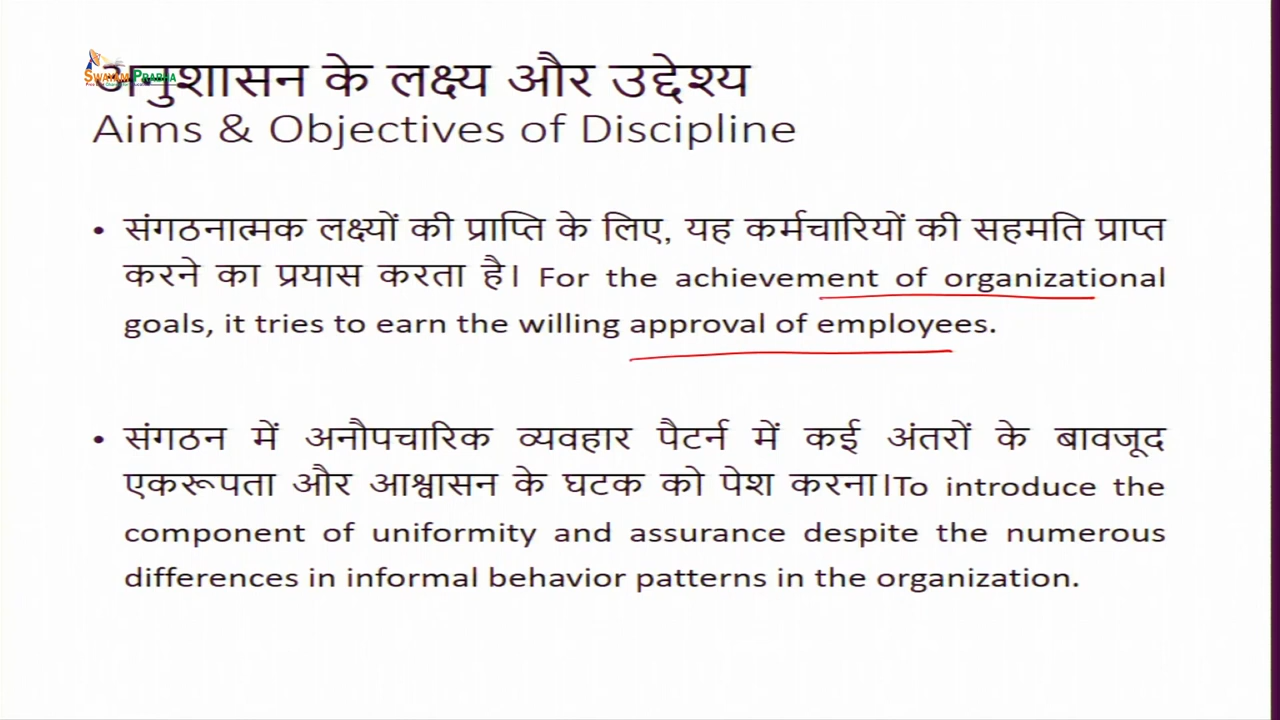 अनुशासन के लक्ष्य और उद्देश्य
SWAYAM PRABHA
Aims & Objectives of Discipline
• संगठनात्मक लक्ष्यों की प्राप्ति के लिए, यह कर्मचारियों की सहमति प्राप्त
करने का प्रयास करता है। For the achievement of organizational
goals, it tries to earn the willing approval of employees.
• संगठन में अनौपचारिक व्यवहार पैटर्न में कई अंतरों के बावजूद
एकरूपता और आश्वासन के घटक को पेश करना।To introduce the
component of uniformity and assurance despite the numerous
differences in informal behavior patterns in the organization.